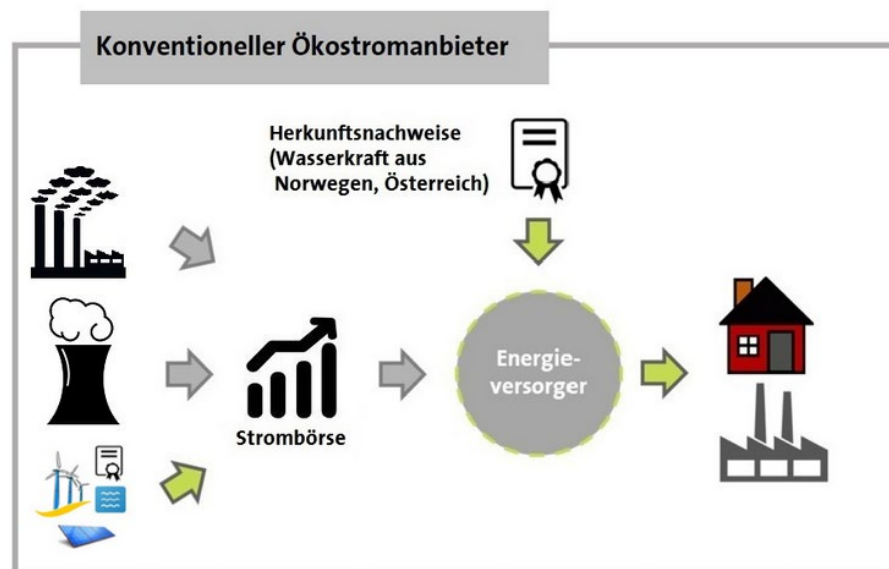 Konventioneller Ökostromanbieter
Herkunftsnachweise
(Wasserkraft aus
Norwegen, Österreich)
Energie-
versorger
Strombörse